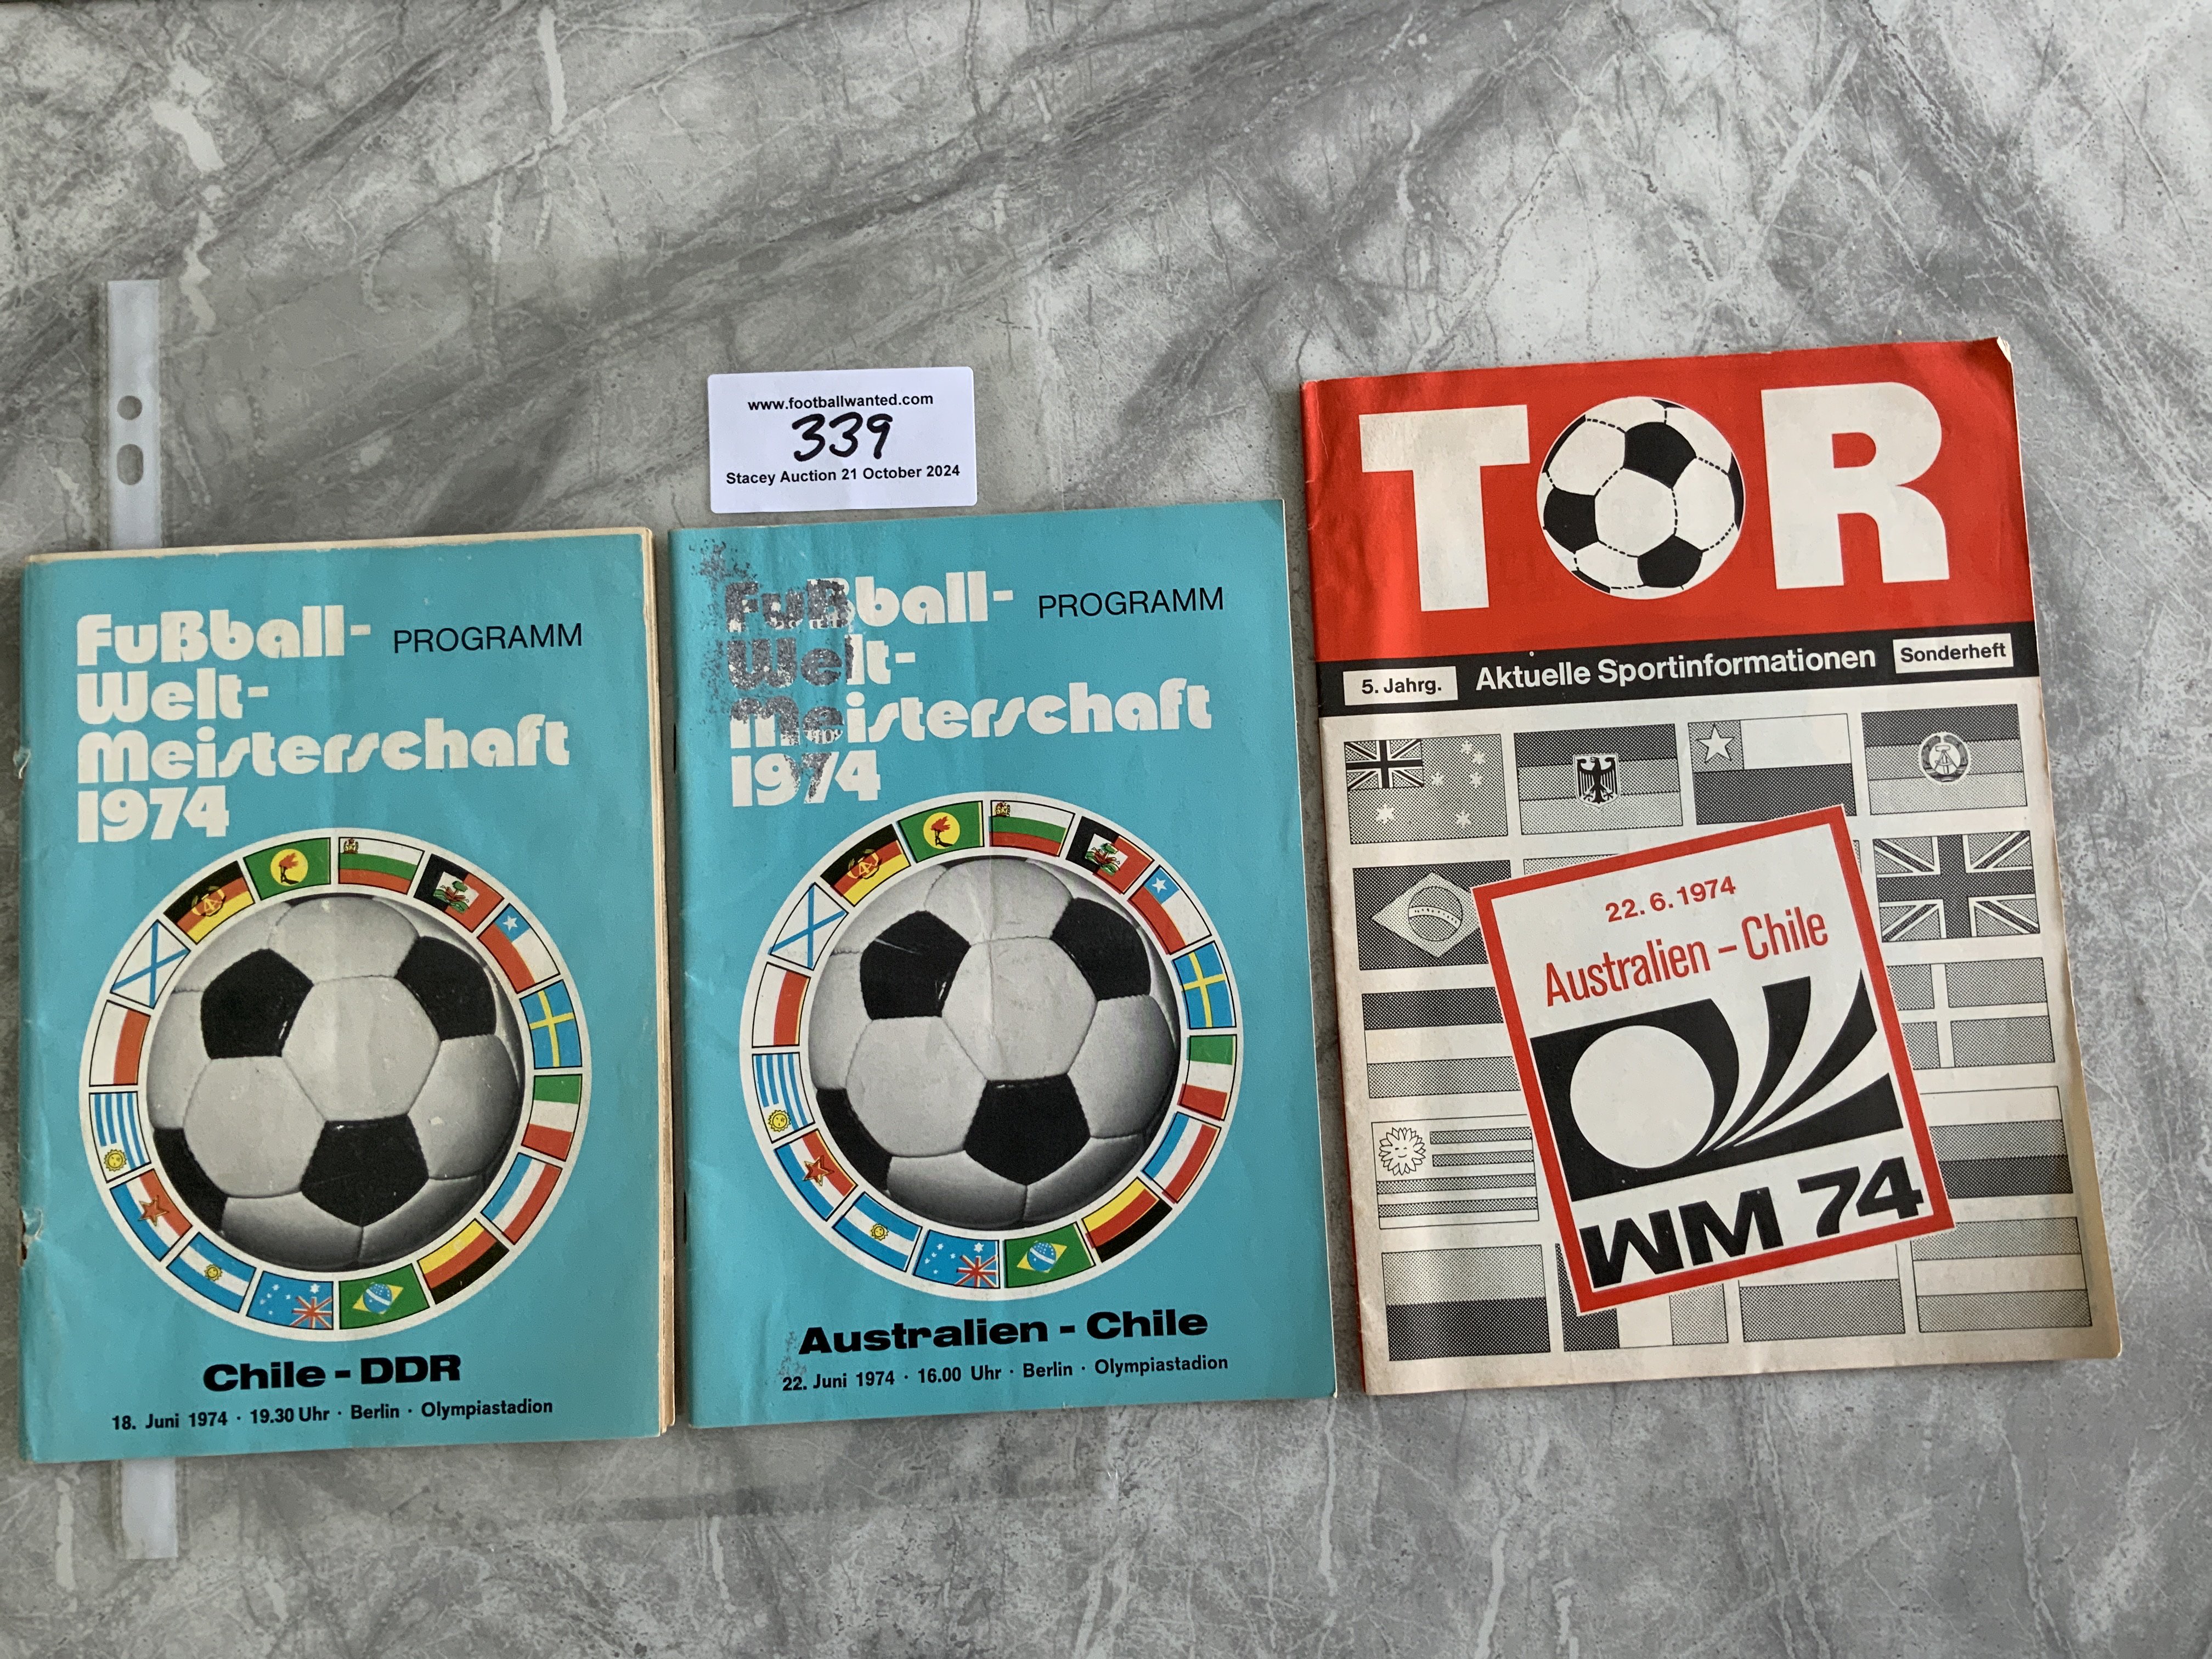 www.footballwanted.com
339
Stacey Auction 21 October 2024
Fußball-
PROGRAMM
Welt-
Meisterschaft
1974
Chile - DDR
18. Juni 1974 · 19.30 Uhr · Berlin · Olympiastadion
Fußball-
PROGRAMM
Welt-
Meisterschaft
1974
Australien - Chile
22. Juni 1974 · 16.00 Uhr · Berlin · Olympiastadion
TOR
5. Jahrg.
Aktuelle Sportinformationen
Sonderheft
22. 6. 1974
Australien – Chile
WM 74